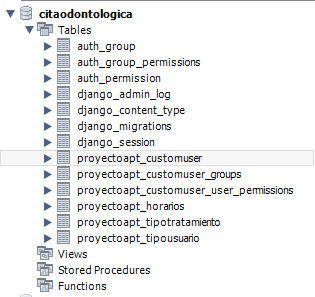 citaodontologica
Tables
auth_group
auth_group_permissions
auth_permission
django_admin_log
django_content_type
django_migrations
django_session
proyectoapt_customuser
proyectoapt_customuser_groups
proyectoapt_customuser_user_permissions
proyectoapt_horarios
proyectoapt_tipotratamiento
proyectoapt_tipousuario
Views
Stored Procedures
Functions